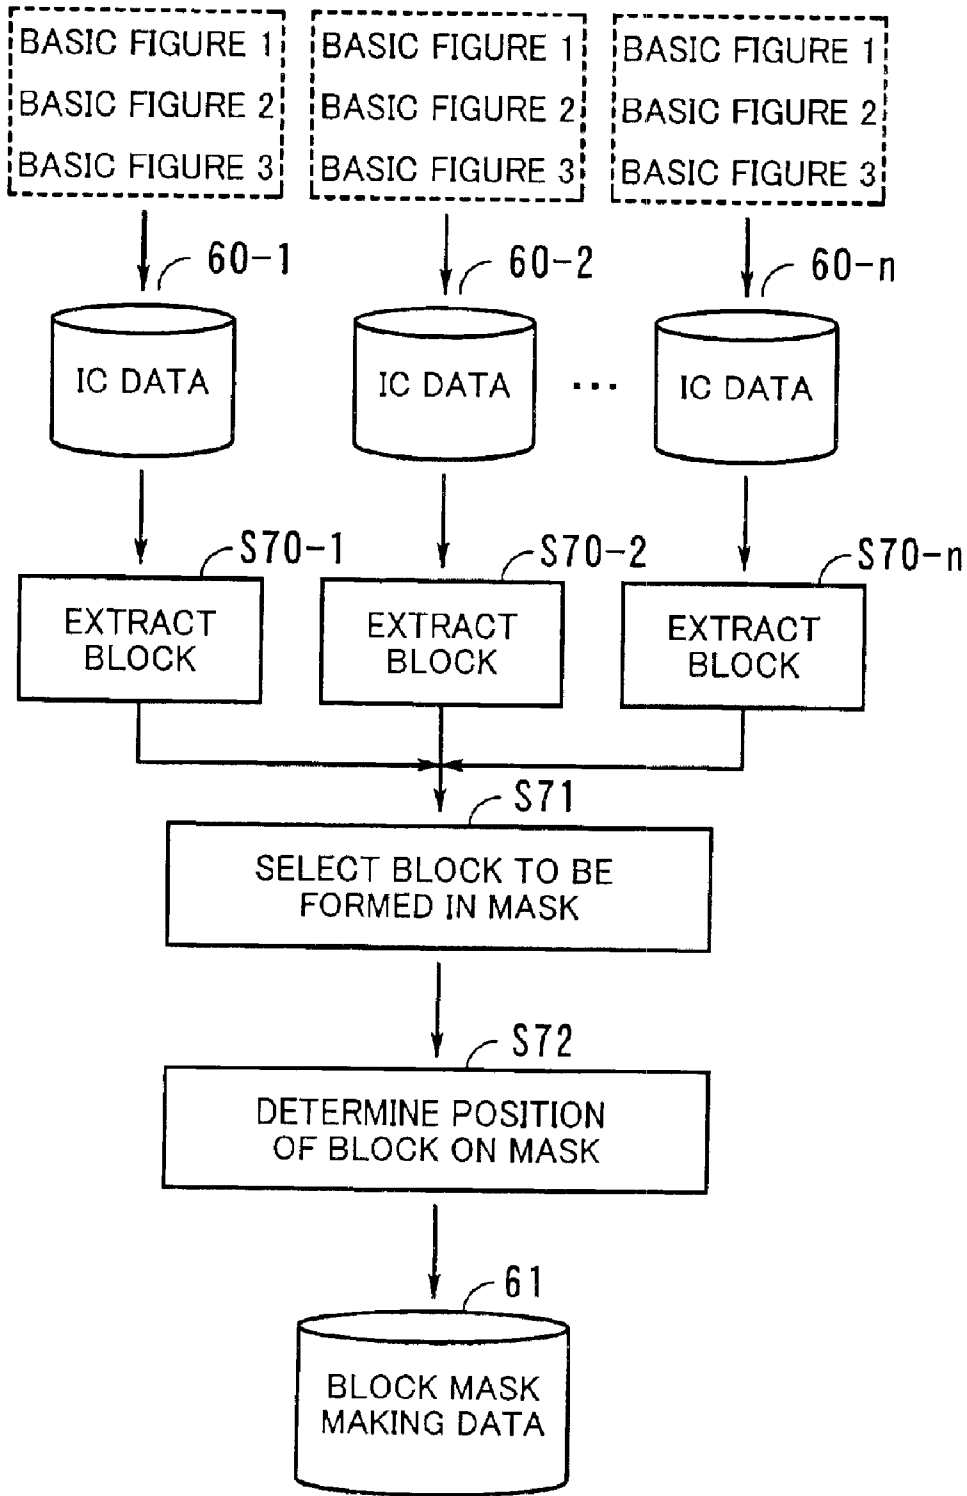 BASIC FIGURE 1
BASIC FIGURE 2
BASIC FIGURE 3
BASIC FIGURE 1
BASIC FIGURE 2
BASIC FIGURE 3
BASIC FIGURE 1
BASIC FIGURE 2
BASIC FIGURE 3
60-1
60-2
60-n
IC DATA
IC DATA
...
IC DATA
S70-1
S70-2
S70-n
EXTRACT
BLOCK
EXTRACT
BLOCK
EXTRACT
BLOCK
S71
SELECT BLOCK TO BE
FORMED IN MASK
S72
DETERMINE POSITION
OF BLOCK ON MASK
61
BLOCK MASK
MAKING DATA